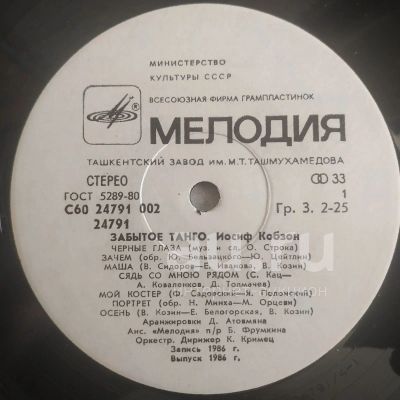 МИНИСТЕРСТВО
КУЛЬТУРЫ СССР
ВСЕСОЮЗНАЯ ФИРМА ГРАМПЛАСТИНОК
МЕЛОДИЯ
ТАШКЕНТСКИЙ ЗАВОД ИМ. М.Т. ТАШМУХАМЕДОВА
СТЕРЕО
33
ГОСТ 5289-80
1
С60 24791 002
Гр. 3. 2-25
24791
ЗАБЫТОЕ ТАНГО. Иосиф Кобзон
ЧЕРНЫЕ ГЛАЗА (муз. и сл. О. Строка)
ЗАЧЕМ (обр. Ю. Бельзацкого—Ю. Цейтлин)
МАША (В. Сидоров—Е. Иванова, В. Козин)
СЯДЬ СО МНОЮ РЯДОМ (С. Кац—
А. Коваленков, Д. Толмачев)
МОЙ КОСТЕР (Ф. Садовский—Я. Полонский)
ПОРТРЕТ (обр. Н. Минха—М. Орцеви)
ОСЕНЬ (В. Козин—Е. Белогорская, В. Козин)
Аранжировки Д. Атовмяна
Анс. «Мелодия» п/р Б. Фрумкина
Оркестр. Дирижер К. Кримец
Запись 1986 г.
Выпуск 1986 г.